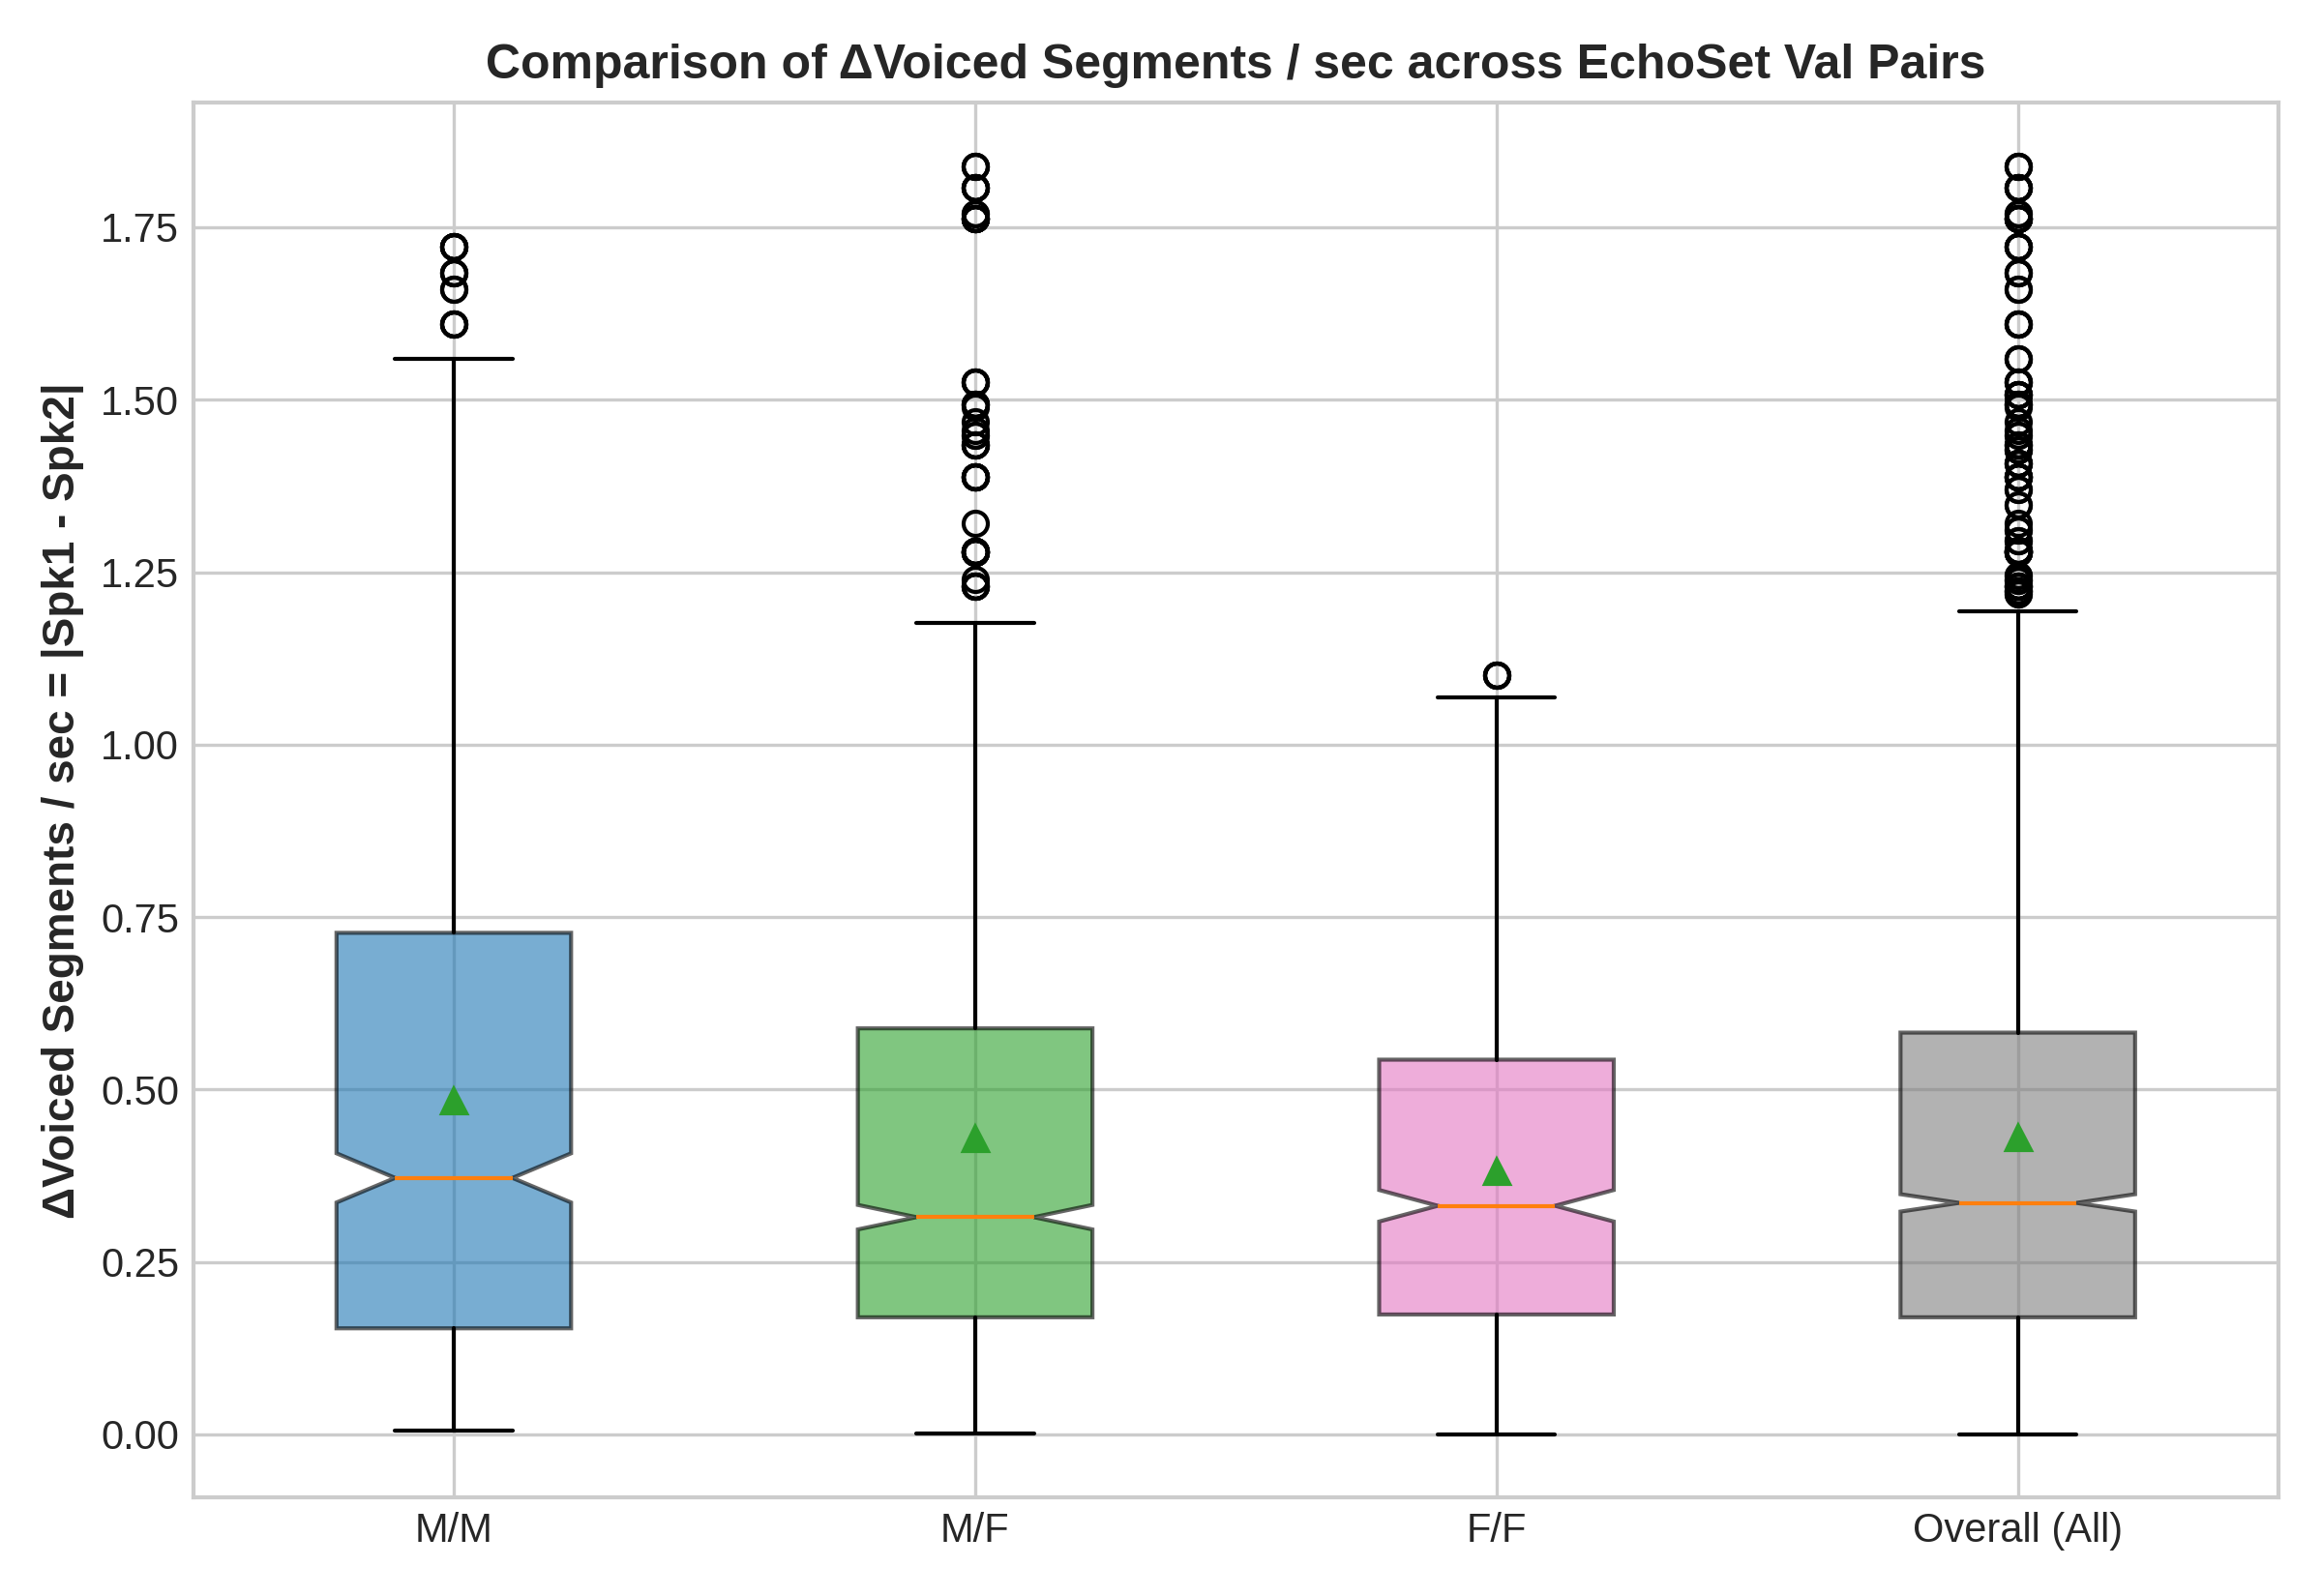 Comparison of ΔVoiced Segments / sec across EchoSet Val Pairs
ΔVoiced Segments / sec = |Spk1 - Spk2|
1.75
1.50
1.25
1.00
0.75
0.50
0.25
0.00
M/M
M/F
F/F
Overall (All)